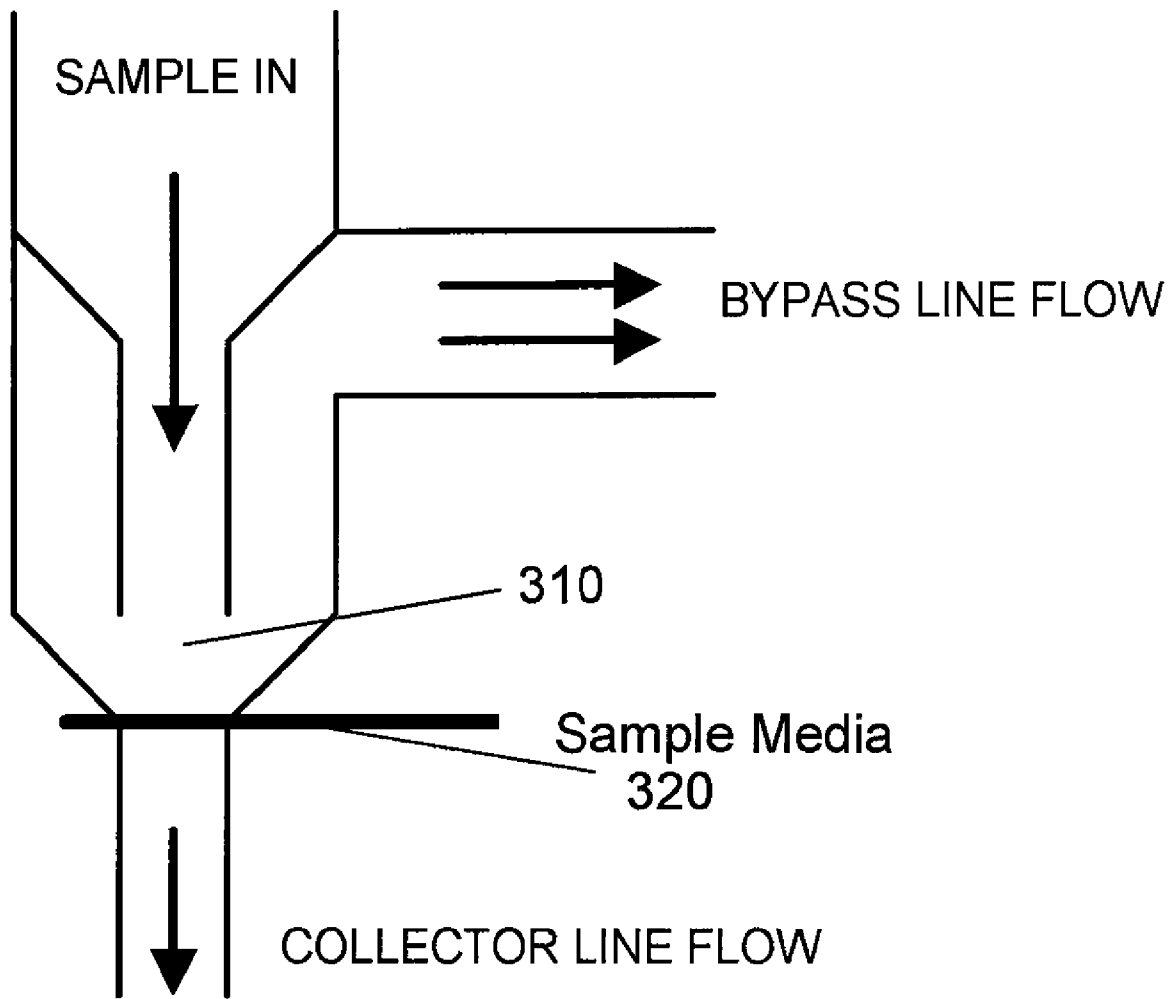 SAMPLE IN
BYPASS LINE FLOW
310
Sample Media
320
COLLECTOR LINE FLOW